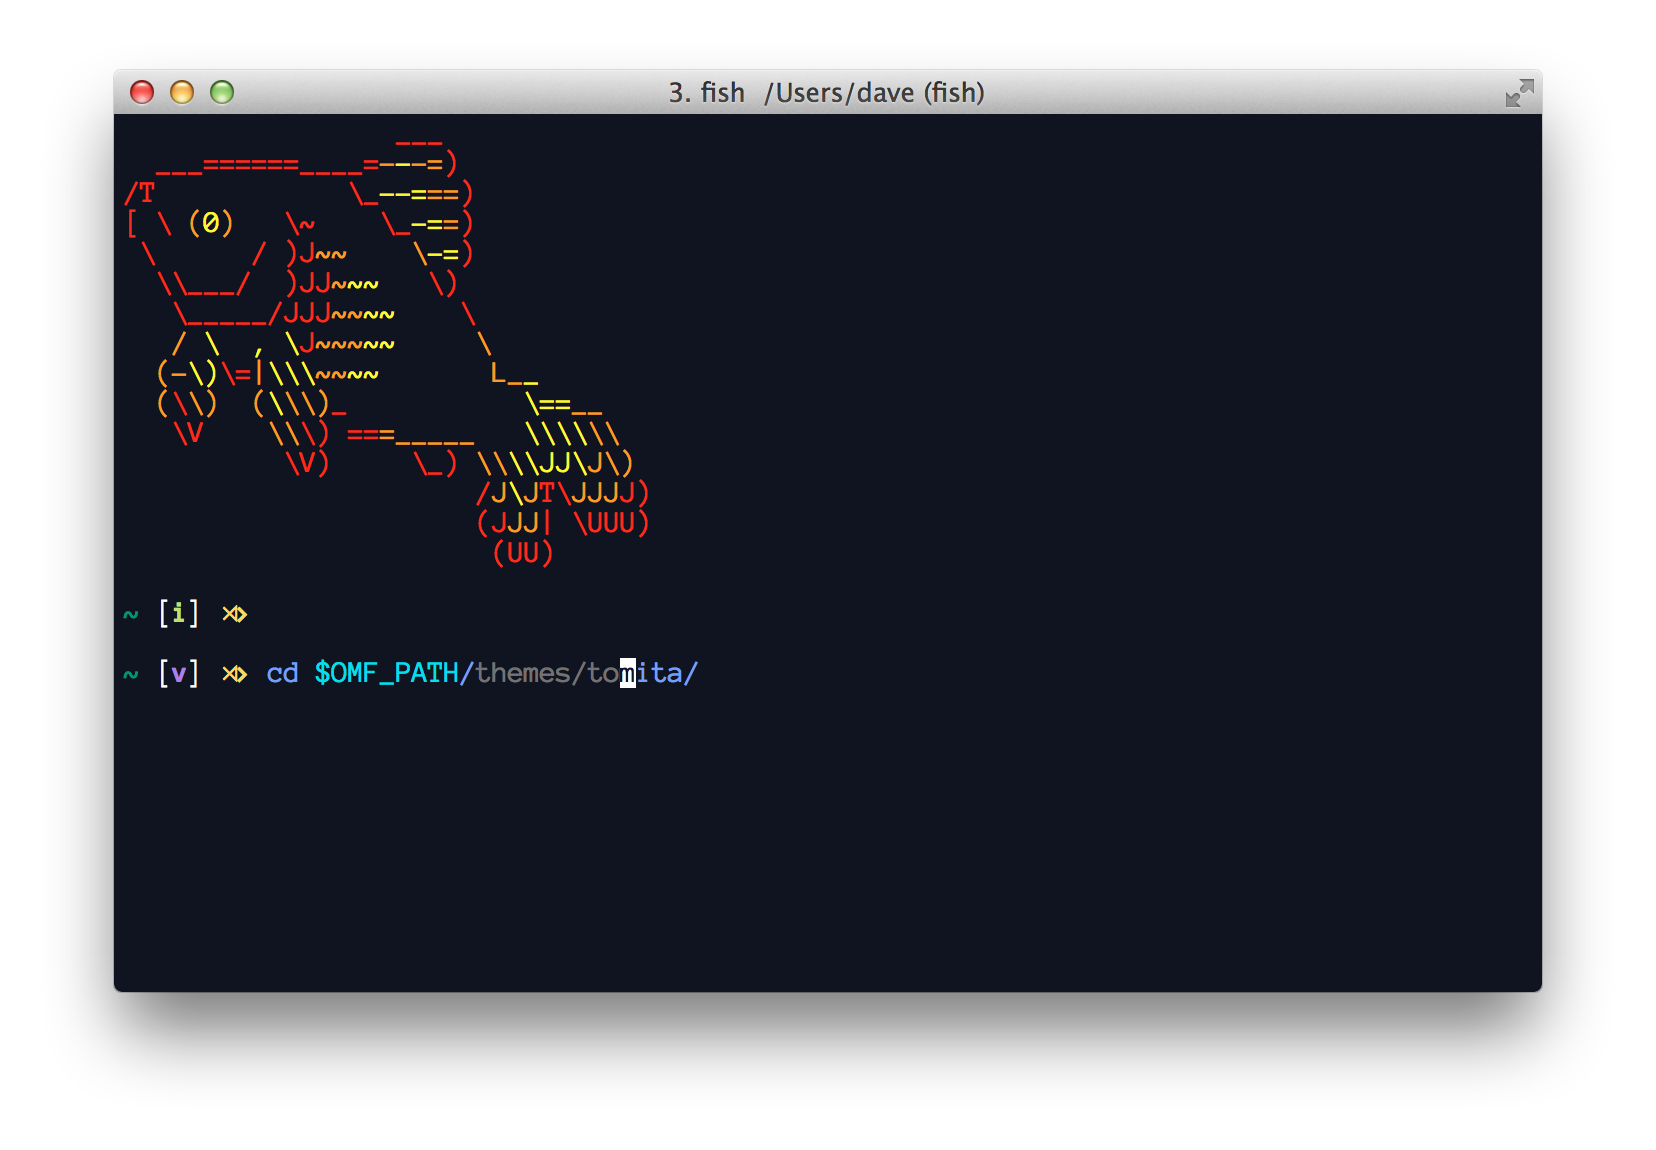 3. fish /Users/dave (fish)
                 ___
  ___======____=---=)
/T            \_--===)
[ \ (0)   \~    \_-==)
 \      / )J~~    \-=)
  \\___/  )JJ~~~   \)
   \_____/JJJ~~~~    \
   / \  , \J~~~~~     \
  (-\)\=|\\\~~~~       L__
  (\\)  (\\\)_           \==__
   \V    \\\) ===_____   \\\\\\
          \V)     \_) \\\\JJ\J\)
                      /J\JT\JJJJ)
                      (JJJ| \UUU)
                       (UU)
~ [i] ⋊>
~ [v] ⋊> cd $OMF_PATH/themes/tomita/